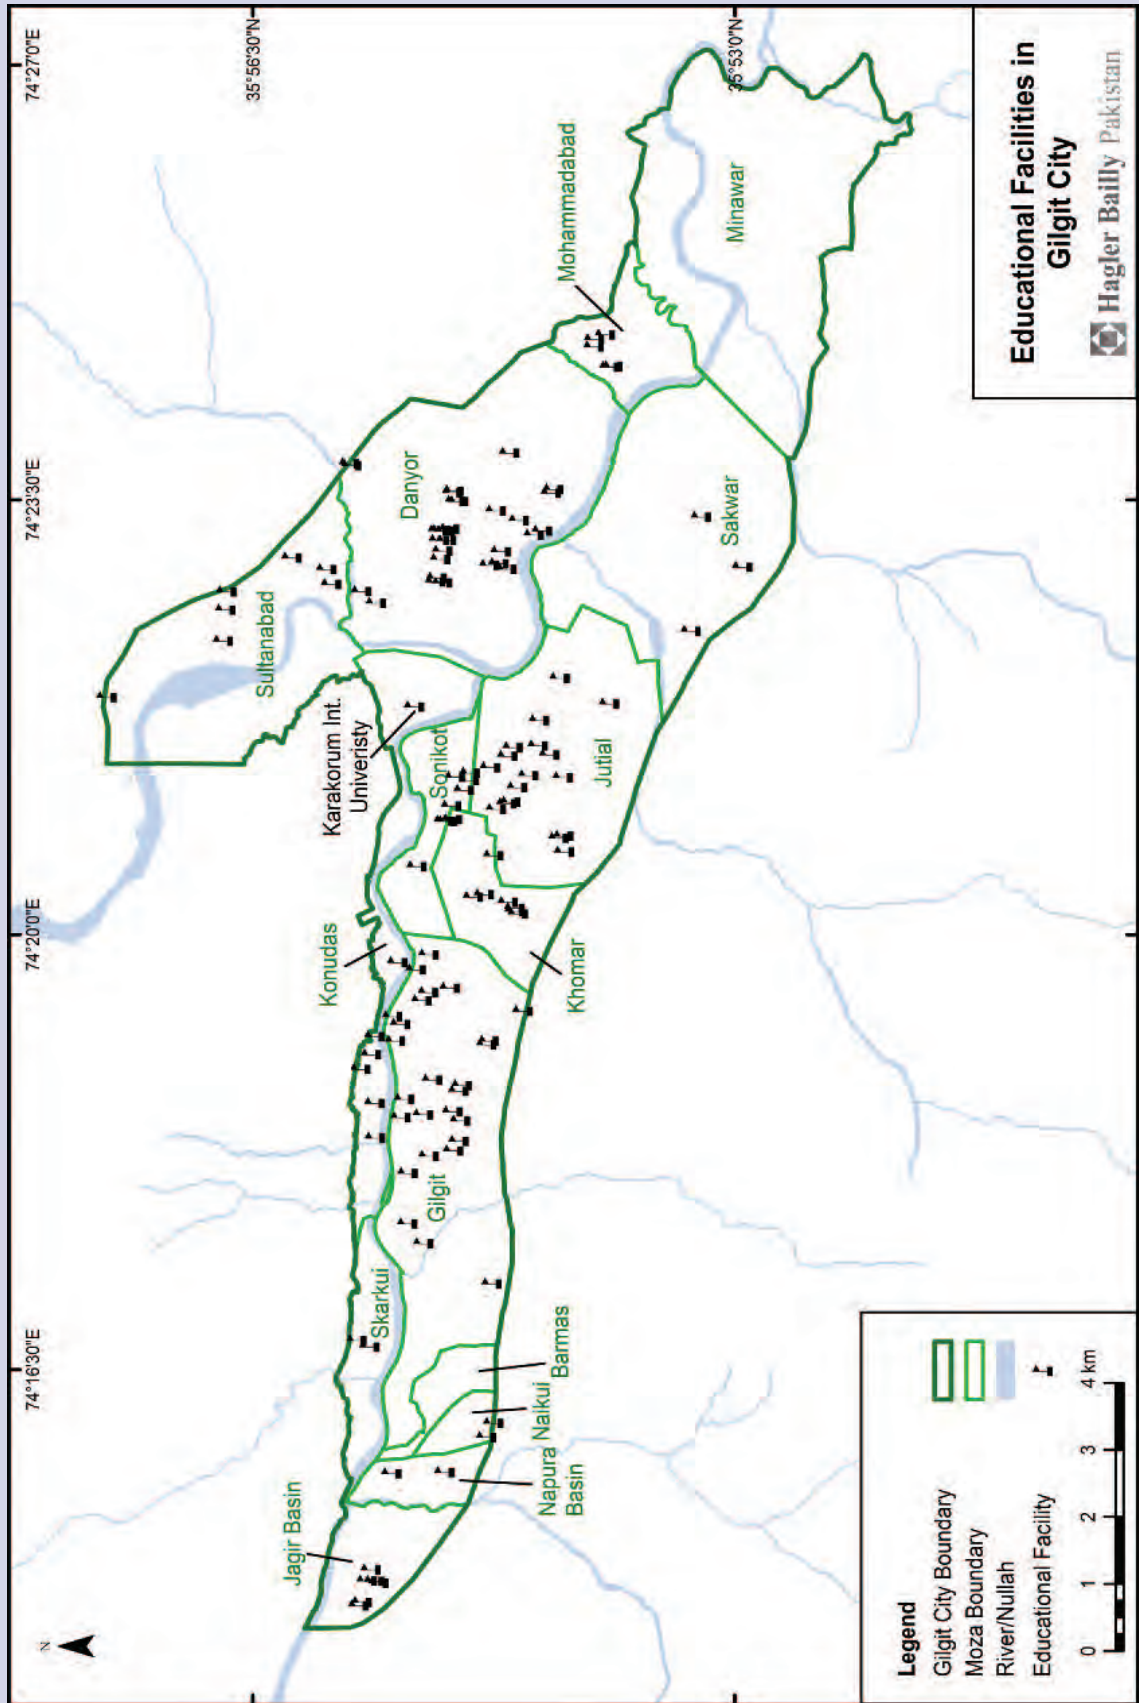 74°16'30"E
74°20'0"E
74°23'30"E
74°27'0"E
35°56'30"N
35°53'0"N
N
Jagir Basin
Napura
Basin
Naikui
Barmas
Skarkui
Gilgit
Konudas
Khomar
Karakorum Int.
Univeristy
Sonikot
Jutial
Sultanabad
Danyor
Sakwar
Mohammadabad
Minawar
Legend
Gilgit City Boundary
Moza Boundary
River/Nullah
Educational Facility
0 1 2 3 4 km
Educational Facilities in
Gilgit City
Hagler Bailly Pakistan